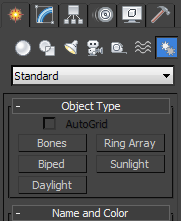 Standard
- Object Type
AutoGrid
Bones Ring Array
Biped Sunlight
Daylight
- Name and Color